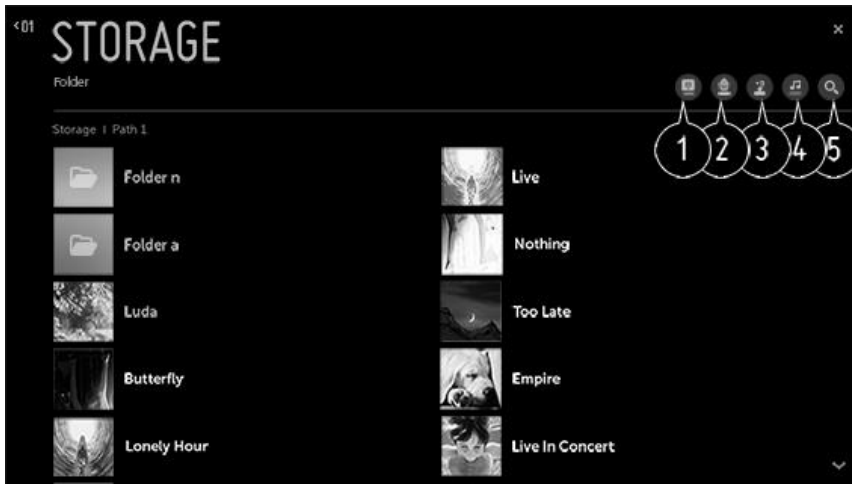 <01
STORAGE
Folder
1 2 3 4 5
Storage | Path 1
Folder n
Live
Folder a
Nothing
Luda
Too Late
Butterfly
Empire
Lonely Hour
Live In Concert